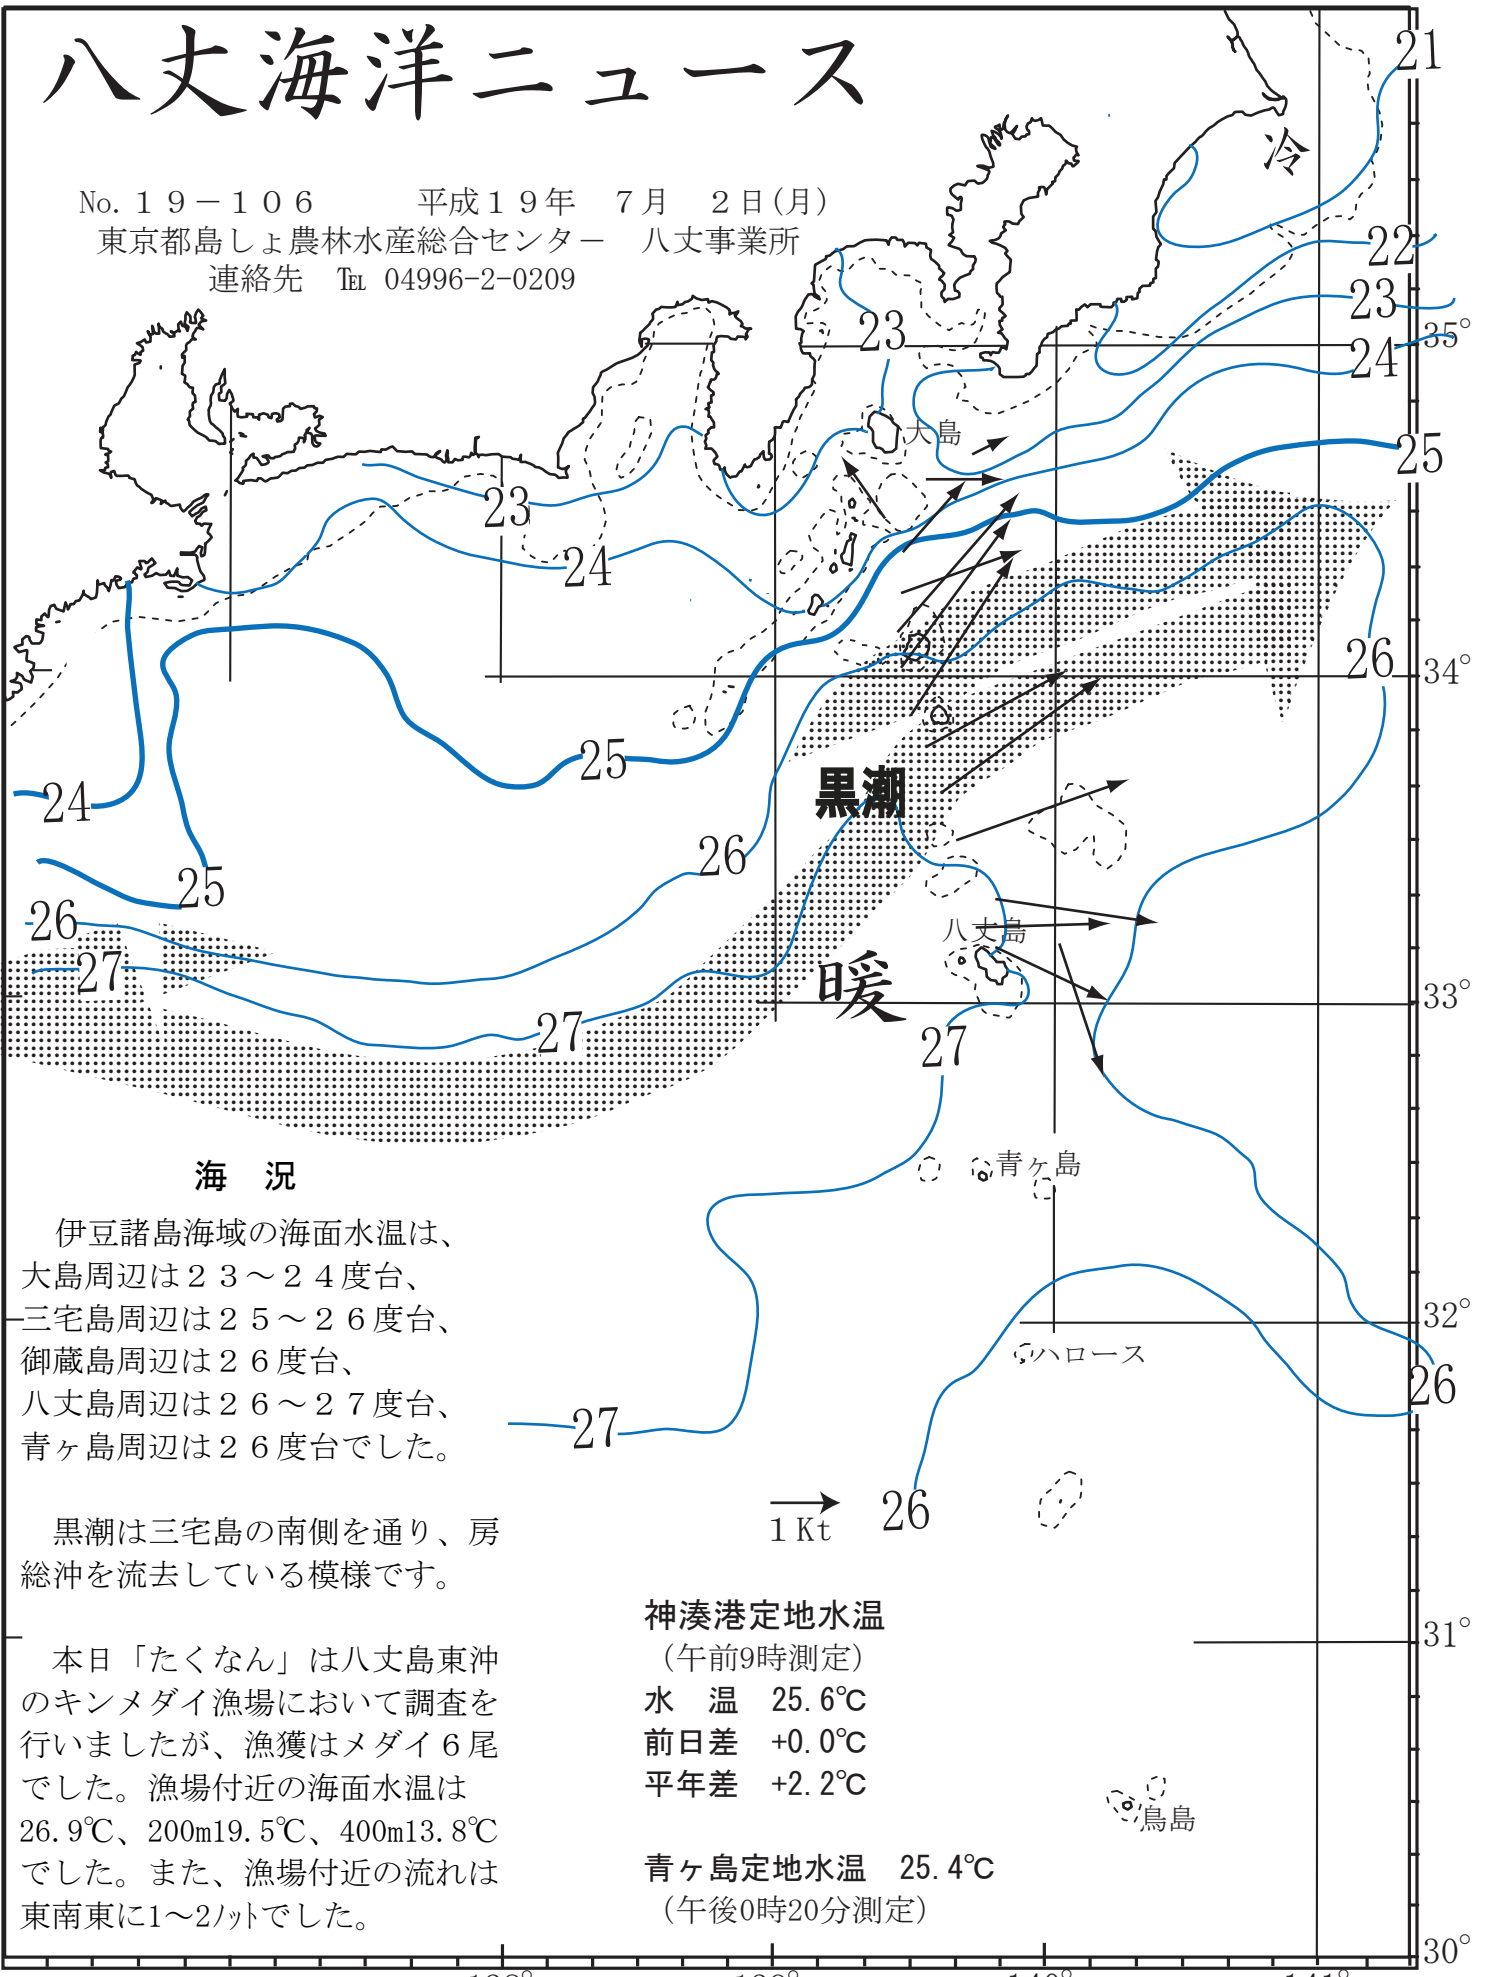 八丈海洋ニュース
No.19－106　平成19年　7月　2日(月)
東京都島しょ農林水産総合センタ－　八丈事業所
連絡先　℡ 04996-2-0209
21
冷
22
23
35°
24
23
大島
25
23
24
26
34°
25
黒潮
24
26
25
26
八丈島
27
暖
33°
27
27
青ヶ島
32°
ハロース
26
27
26
1Kt
31°
鳥島
30°
海　況
伊豆諸島海域の海面水温は、
大島周辺は２３～２４度台、
三宅島周辺は２５～２６度台、
御蔵島周辺は２６度台、
八丈島周辺は２６～２７度台、
青ヶ島周辺は２６度台でした。
黒潮は三宅島の南側を通り、房
総沖を流去している模様です。
本日「たくなん」は八丈島東沖
のキンメダイ漁場において調査を
行いましたが、漁獲はメダイ６尾
でした。漁場付近の海面水温は
26.9℃、200m19.5℃、400m13.8℃
でした。また、漁場付近の流れは
東南東に1～2ﾉｯﾄでした。
神湊港定地水温
（午前9時測定）
水　温　25.6℃
前日差　+0.0℃
平年差　+2.2℃
青ヶ島定地水温　25.4℃
（午後0時20分測定）